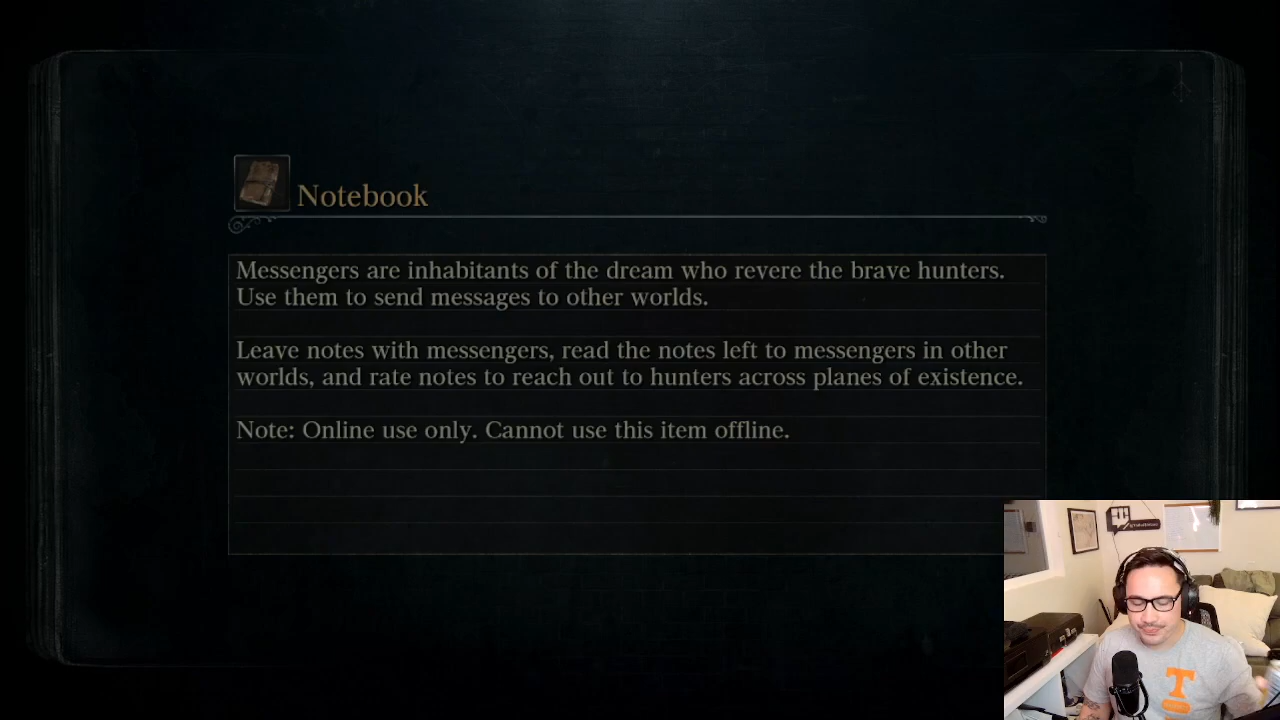 Notebook
Messengers are inhabitants of the dream who revere the brave hunters.
Use them to send messages to other worlds.
Leave notes with messengers, read the notes left to messengers in other
worlds, and rate notes to reach out to hunters across planes of existence.
Note: Online use only. Cannot use this item offline.
T